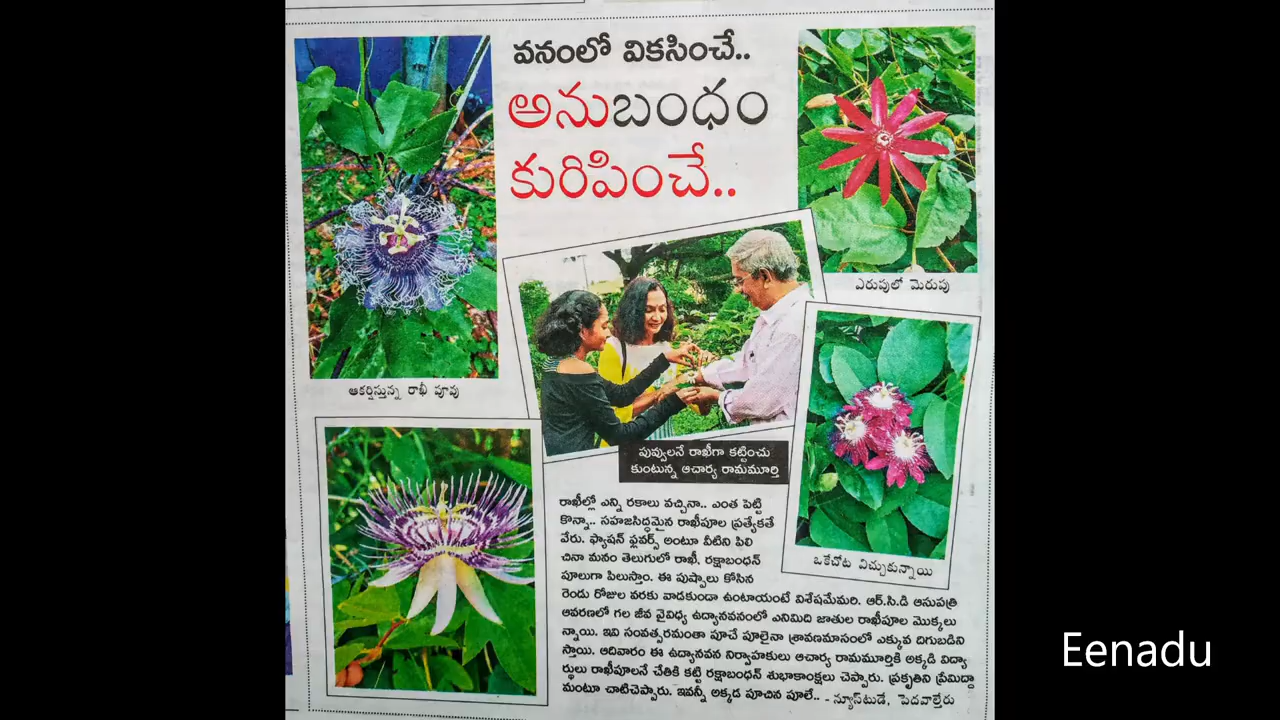 వనంలో వికసించే..
అనుబంధం
కురిపించే..
ఎరుపులో మెరుపు
ఆకర్షిస్తున్న రాఖీ పూవు
పువ్వులనే రాఖీగా కట్టించు
కుంటున్న ఆచార్య రామమూర్తి
ఒకేచోట విచ్చుకున్నాయి
రాఖీల్లో ఎన్ని రకాలు వచ్చినా.. ఎంత పెట్టి
కొన్నా.. సహజసిద్ధమైన రాఖీపూల ప్రత్యేకతే
వేరు. ఫ్యాషన్ ఫ్లవర్స్ అంటూ వీటిని పిలి
చినా మనం తెలుగులో రాఖీ, రక్షాబంధన్
పూలుగా పిలుస్తాం. ఈ పుష్పాలు కోసిన
రెండు రోజుల వరకు వాడకుండా ఉంటాయంటే విశేషమేమరి. ఆర్.సి.డి ఆసుపత్రి
ఆవరణలో గల జీవ వైవిధ్య ఉద్యానవనంలో ఎనిమిది జాతుల రాఖీపూల మొక్కలు
న్నాయి. ఇవి సంవత్సరమంతా పూచే పూలైనా శ్రావణమాసంలో ఎక్కువ దిగుబడిని
స్తాయి. ఆదివారం ఈ ఉద్యానవన నిర్వాహకులు ఆచార్య రామమూర్తికి అక్కడి విద్యా
ర్థులు రాఖీపూలనే చేతికి కట్టి రక్షాబంధన్ శుభాకాంక్షలు చెప్పారు. ప్రకృతిని ప్రేమిద్దా
మంటూ చాటిచెప్పారు. ఇవన్నీ అక్కడ పూచిన పూలే.. - న్యూస్‌టుడే, పెదవాల్తేరు
Eenadu